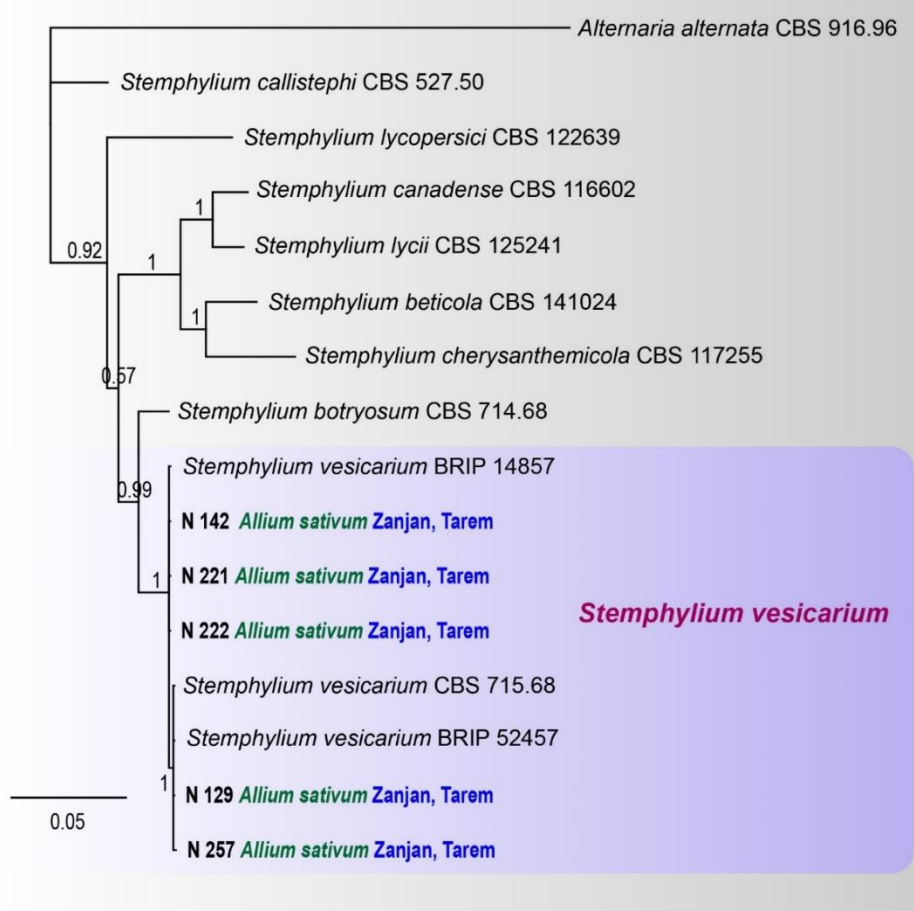 Alternaria alternata CBS 916.96
Stemphylium callistephi CBS 527.50
Stemphylium lycopersici CBS 122639
Stemphylium canadense CBS 116602
1
Stemphylium lycii CBS 125241
0.92
1
Stemphylium beticola CBS 141024
1
Stemphylium cherysanthemicola CBS 117255
0.57
Stemphylium botryosum CBS 714.68
Stemphylium vesicarium BRIP 14857
0.99
N 142 Allium sativum Zanjan, Tarem
N 221 Allium sativum Zanjan, Tarem
1
Stemphylium vesicarium
N 222 Allium sativum Zanjan, Tarem
Stemphylium vesicarium CBS 715.68
Stemphylium vesicarium BRIP 52457
1
N 129 Allium sativum Zanjan, Tarem
0.05
N 257 Allium sativum Zanjan, Tarem